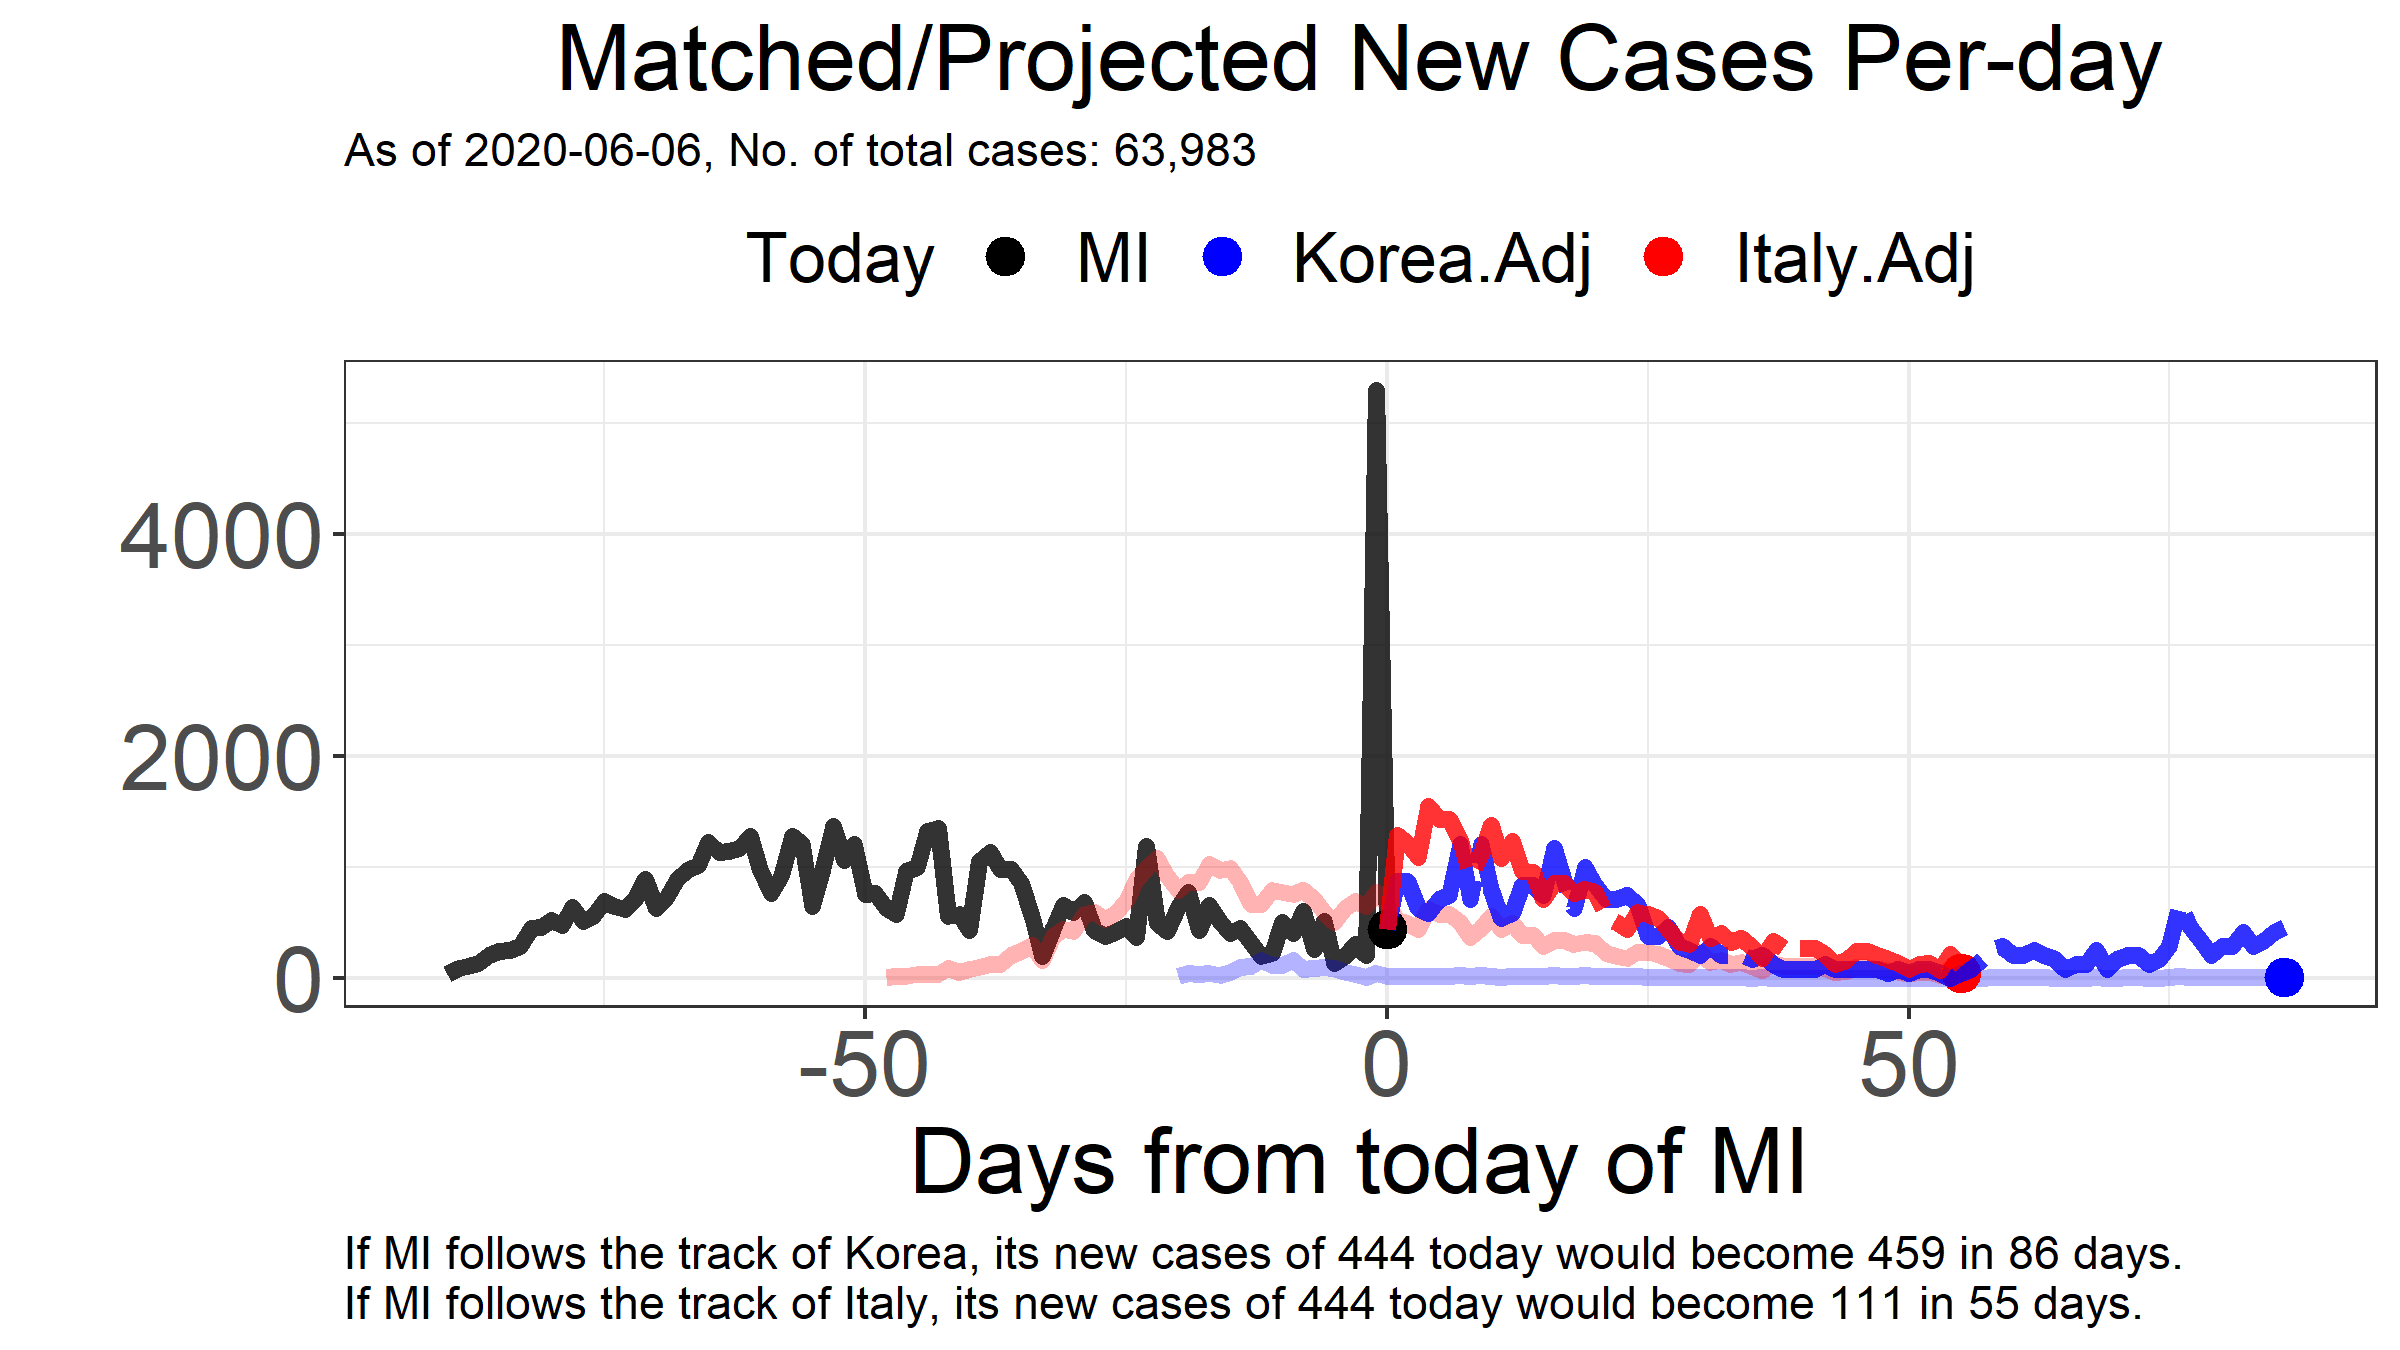 Matched/Projected New Cases Per-day
As of 2020-06-06, No. of total cases: 63,983
Today MI Korea.Adj Italy.Adj
4000
2000
0
-50 0 50
Days from today of MI
If MI follows the track of Korea, its new cases of 444 today would become 459 in 86 days.
If MI follows the track of Italy, its new cases of 444 today would become 111 in 55 days.